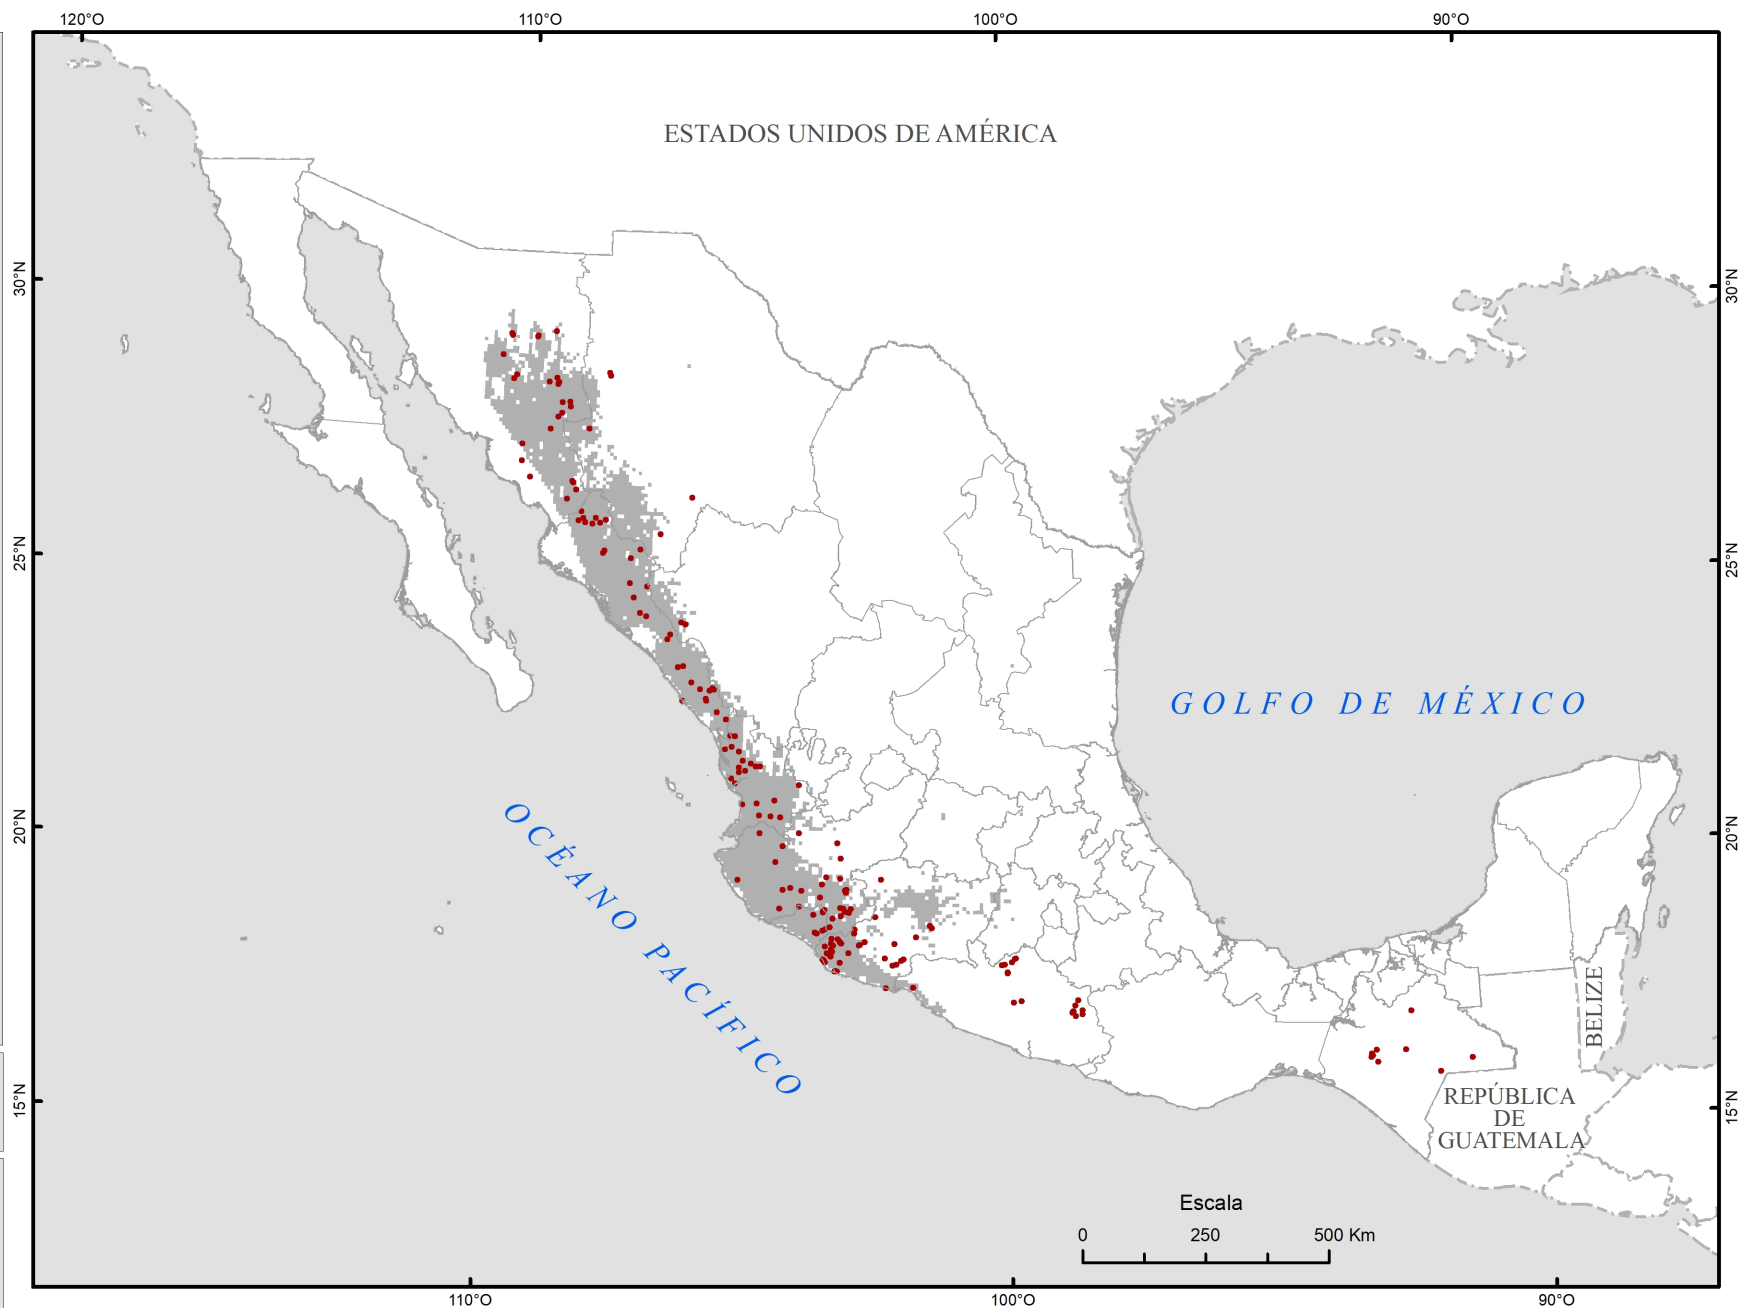 120°O 110°O 100°O 90°O
ESTADOS UNIDOS DE AMÉRICA
30°N 30°N
25°N 25°N
GOLFO DE MÉXICO
20°N 20°N
OCÉANO PACÍFICO
BELIZE
15°N 15°N
REPÚBLICA
DE
GUATEMALA
Escala
0 250 500 Km
110°O 100°O 90°O